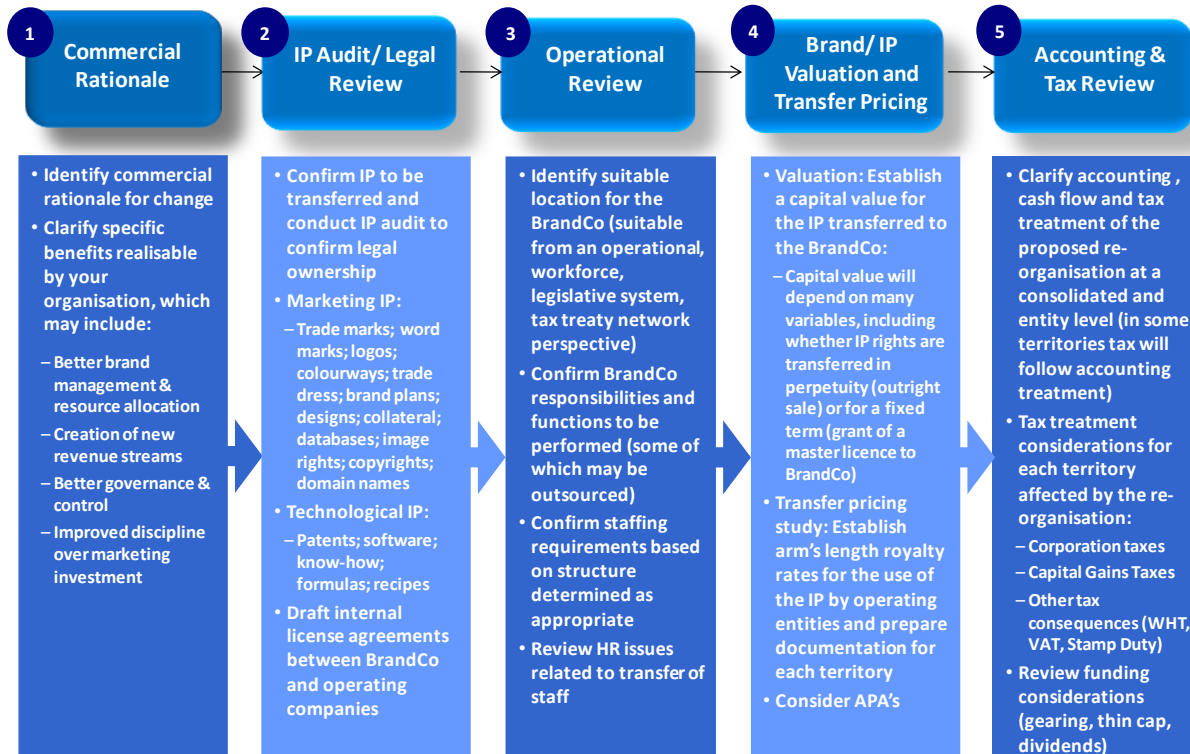 1
Commercial
Rationale
2
IP Audit/ Legal
Review
3
Operational
Review
4
Brand/ IP
Valuation and
Transfer Pricing
5
Accounting &
Tax Review
• Identify commercial
rationale for change
• Clarify specific
benefits realisable
by your
organisation, which
may include:
– Better brand
management &
resource allocation
– Creation of new
revenue streams
– Better governance &
control
– Improved discipline
over marketing
investment
• Confirm IP to be
transferred and
conduct IP audit to
confirm legal
ownership
• Marketing IP:
– Trade marks; word
marks; logos;
colourways; trade
dress; brand plans;
designs; collateral;
databases; image
rights; copyrights;
domain names
• Technological IP:
– Patents; software;
know-how;
formulas; recipes
• Draft internal
license agreements
between BrandCo
and operating
companies
• Identify suitable
location for the
BrandCo (suitable
from an operational,
workforce,
legislative system,
tax treaty network
perspective)
• Confirm BrandCo
responsibilities and
functions to be
performed (some of
which may be
outsourced)
• Confirm staffing
requirements based
on structure
determined as
appropriate
• Review HR issues
related to transfer of
staff
• Valuation: Establish
a capital value for
the IP transferred to
the BrandCo:
– Capital value will
depend on many
variables, including
whether IP rights are
transferred in
perpetuity (outright
sale) or for a fixed
term (grant of a
master licence to
BrandCo)
• Transfer pricing
study: Establish
arm's length royalty
rates for the use of
the IP by operating
entities and prepare
documentation for
each territory
• Consider APA's
• Clarify accounting ,
cash flow and tax
treatment of the
proposed re-
organisation at a
consolidated and
entity level (in some
territories tax will
follow accounting
treatment)
• Tax treatment
considerations for
each territory
affected by the re-
organisation:
– Corporation taxes
– Capital Gains Taxes
– Other tax
consequences (WHT,
VAT, Stamp Duty)
• Review funding
considerations
(gearing, thin cap,
dividends)